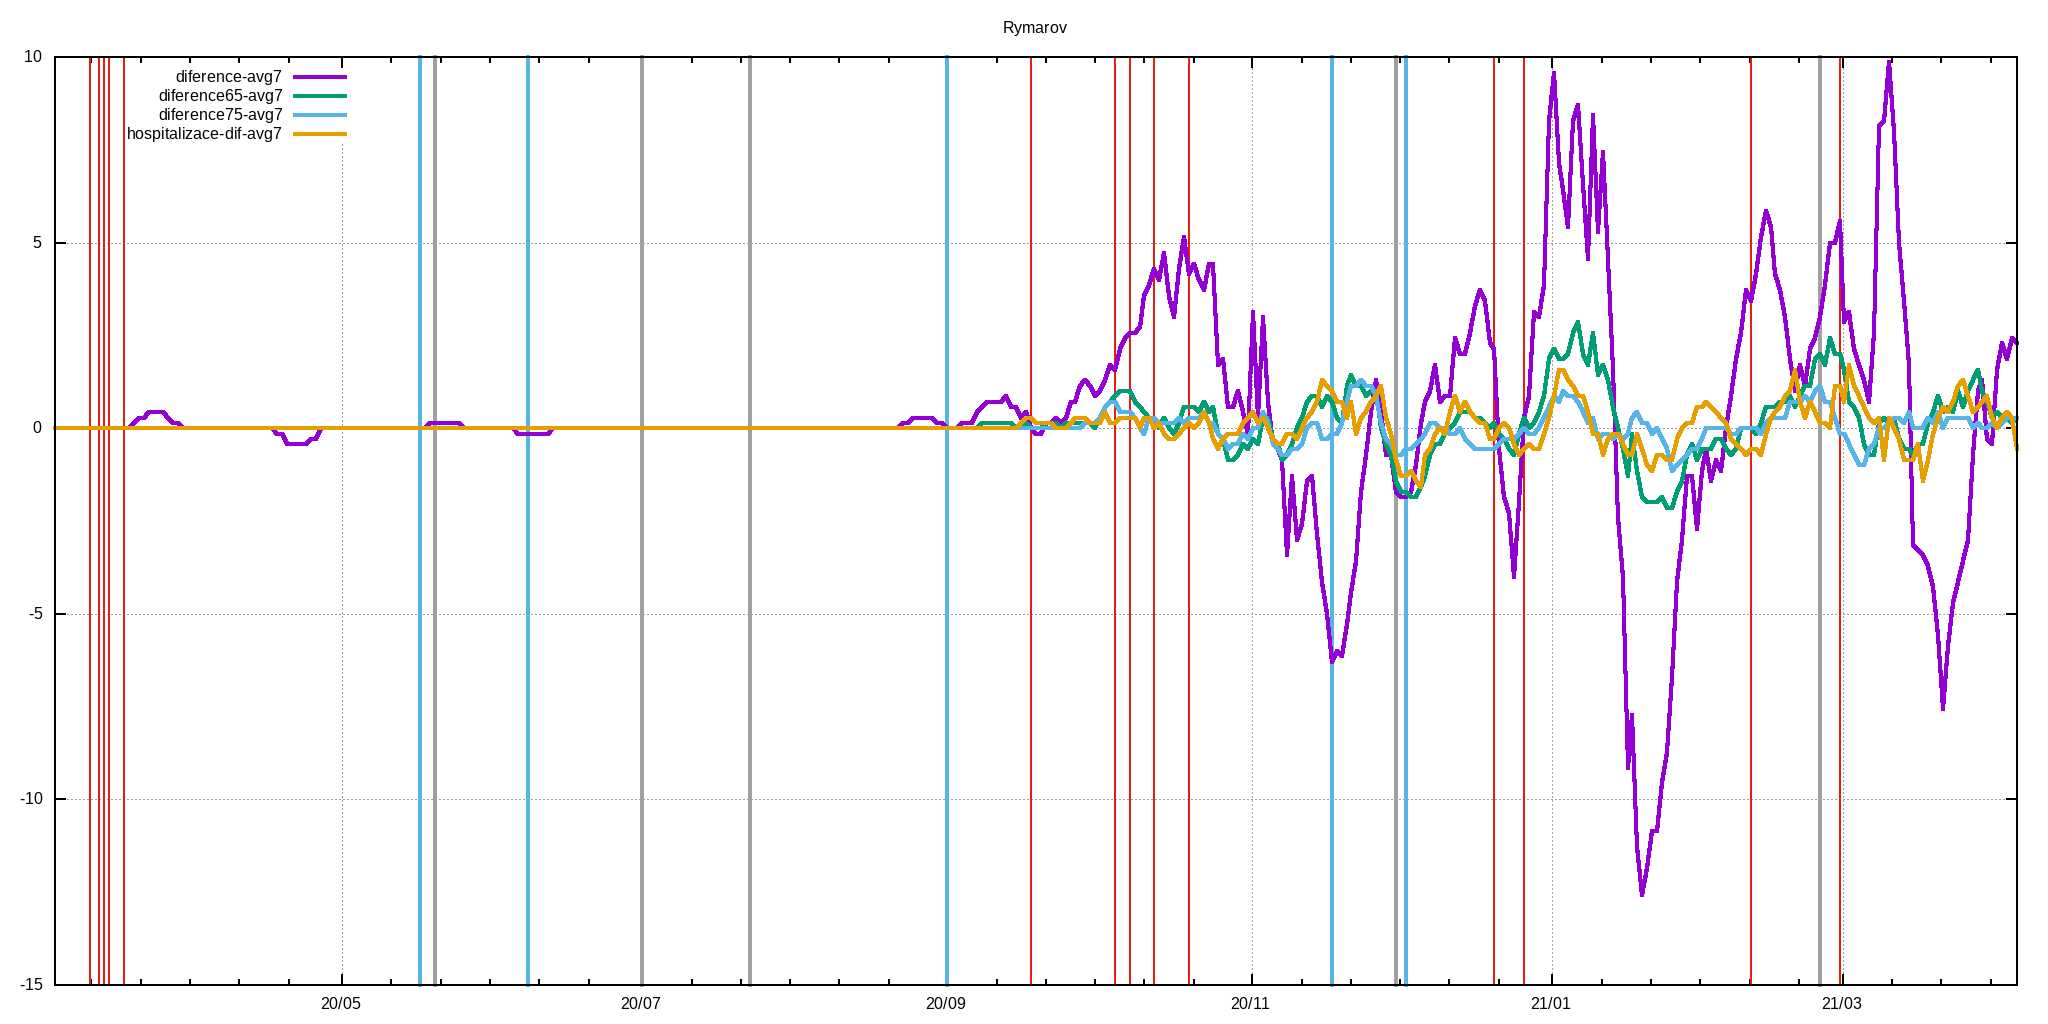 Rymarov
10
diference-avg7
diference65-avg7
diference75-avg7
hospitalizace-dif-avg7
5
0
-5
-10
-15
20/05 20/07 20/09 20/11 21/01 21/03